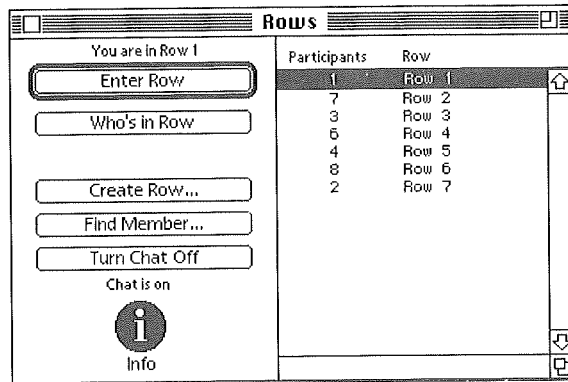 Rows
You are in Row 1
Enter Row
Who's in Row
Create Row...
Find Member...
Turn Chat Off
Chat is on
i
Info
Participants Row
1 Row 1
7 Row 2
3 Row 3
6 Row 4
4 Row 5
8 Row 6
2 Row 7